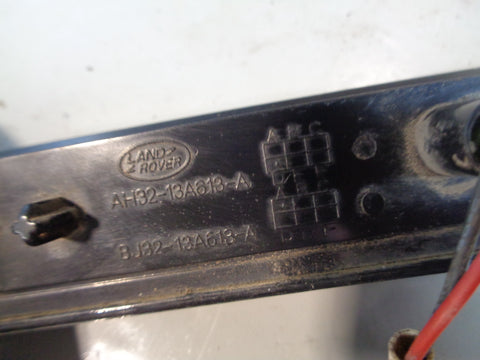 LAND
ROVER
A B C
AH32-13A613-A
BJ32-13A613-A